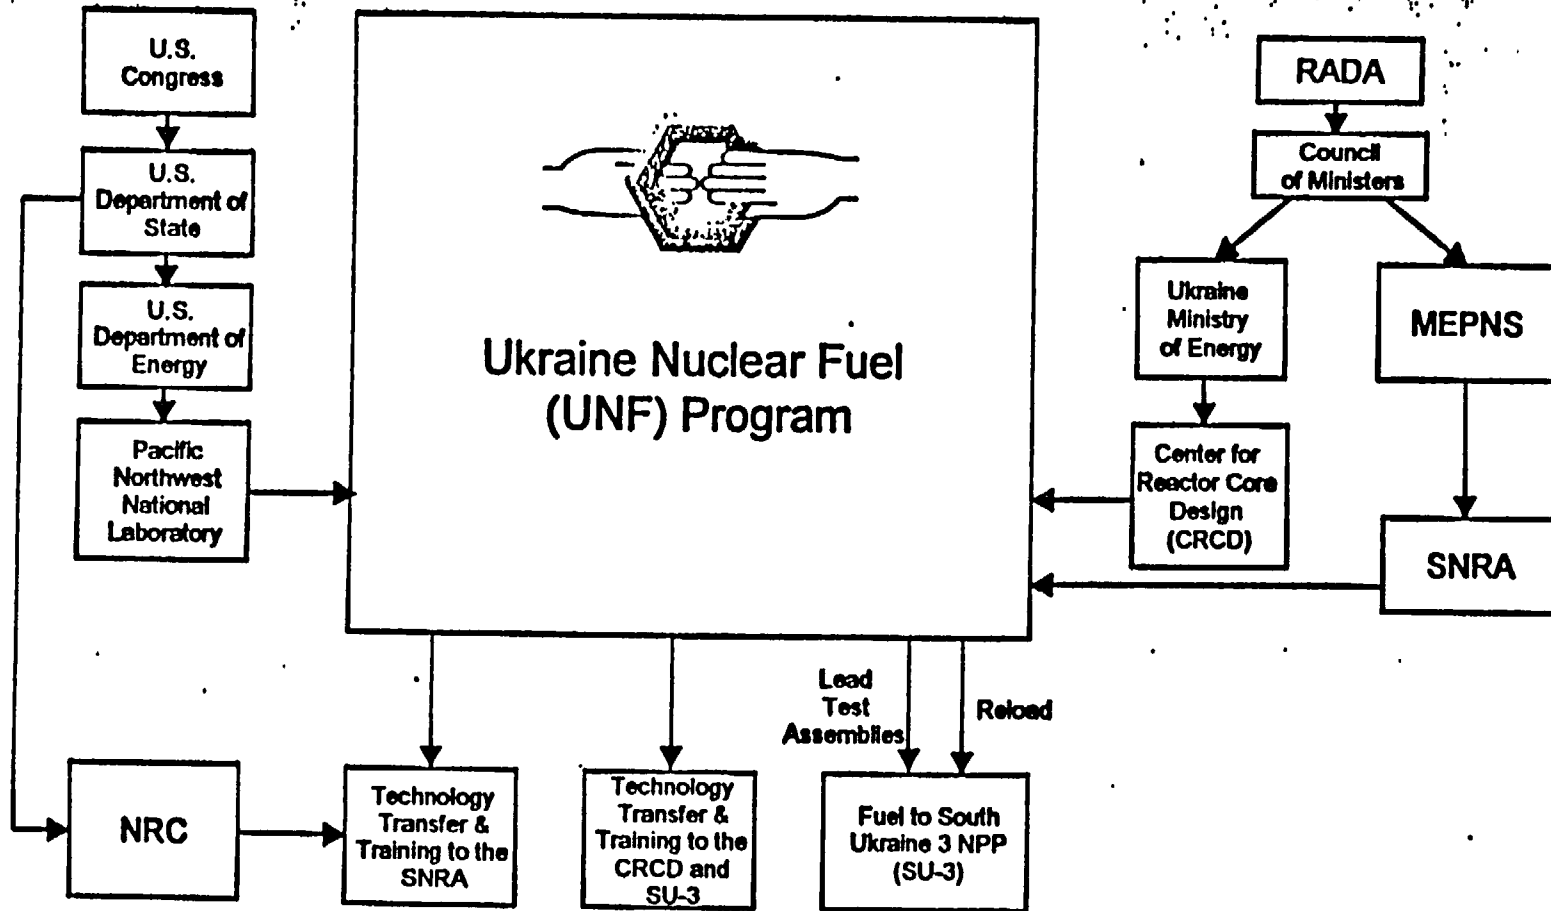 U.S.
Congress
U.S.
Department of
State
U.S.
Department of
Energy
Pacific
Northwest
National
Laboratory
Ukraine Nuclear Fuel
(UNF) Program
RADA
Council
of Ministers
Ukraine
Ministry
of Energy
MEPNS
Center for
Reactor Core
Design
(CRCD)
SNRA
Lead
Test
Assemblies
Reload
NRC
Technology
Transfer &
Training to the
SNRA
Technology
Transfer &
Training to the
CRCD and
SU-3
Fuel to South
Ukraine 3 NPP
(SU-3)